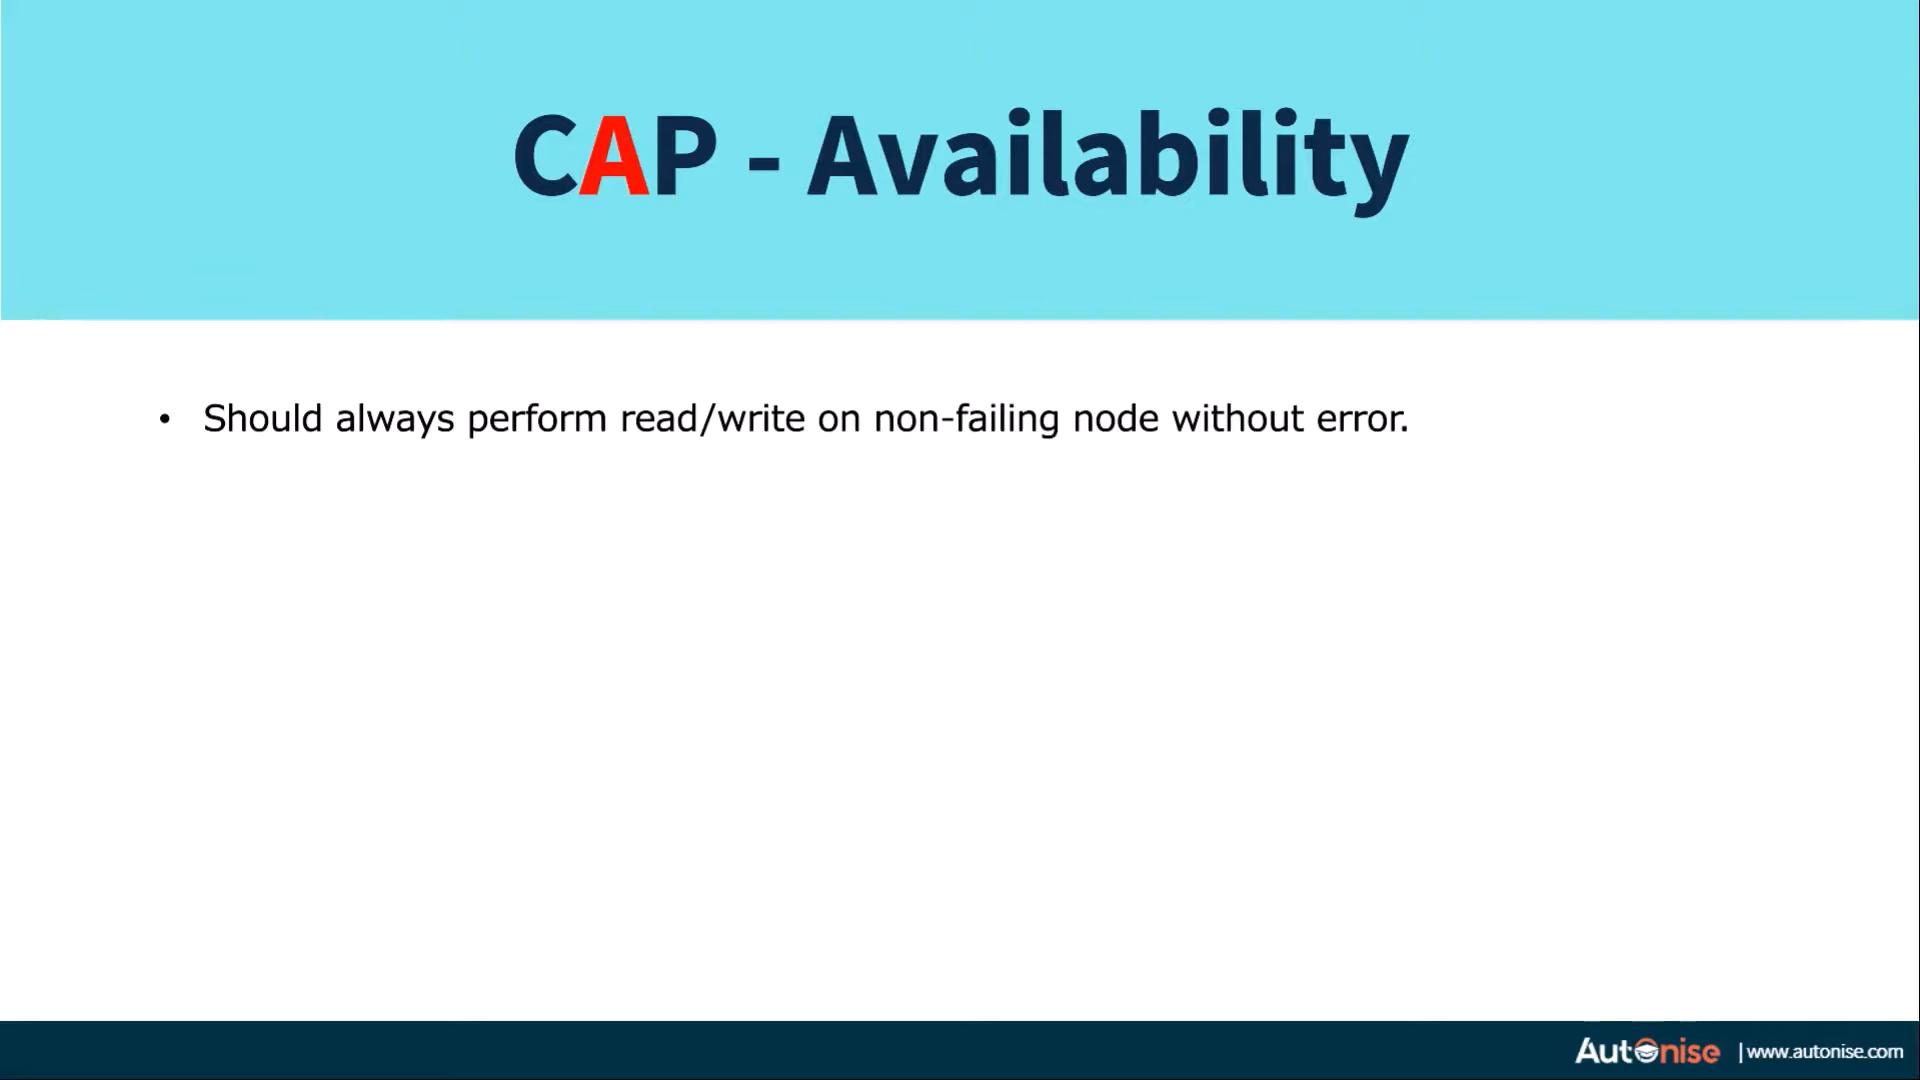 CAP - Availability
• Should always perform read/write on non-failing node without error.
Autonise | www.autonise.com